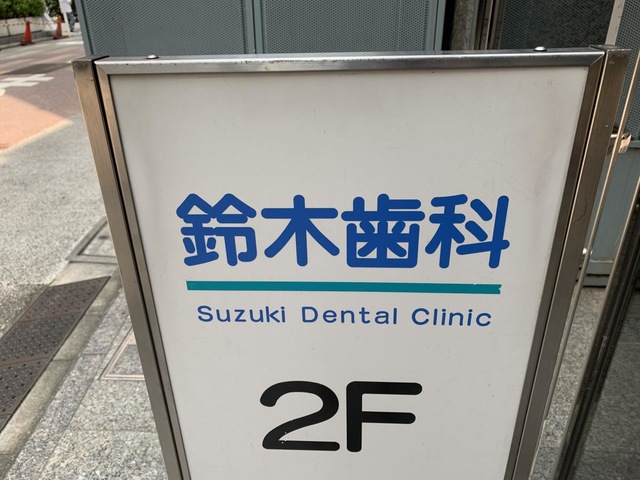 鈴木歯科
Suzuki Dental Clinic
2F